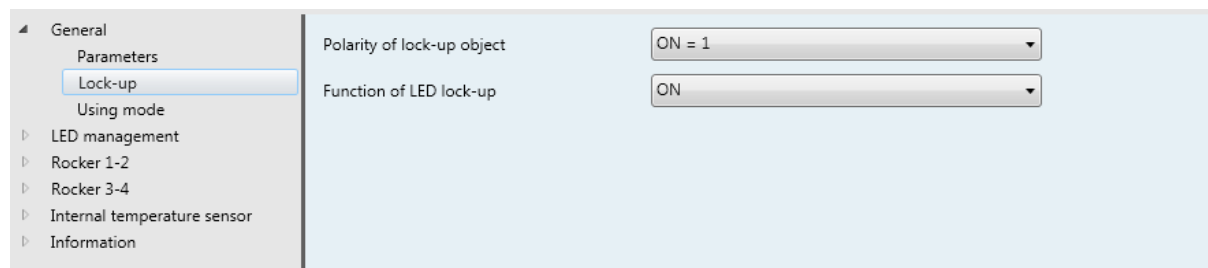 General
Parameters
Lock-up
Using mode
LED management
Rocker 1-2
Rocker 3-4
Internal temperature sensor
Information
Polarity of lock-up object
ON = 1
Function of LED lock-up
ON